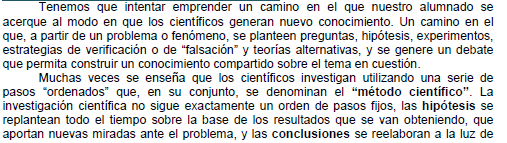 Tenemos que intentar emprender un camino en el que nuestro alumnado se
acerque al modo en que los científicos generan nuevo conocimiento. Un camino en el
que, a partir de un problema o fenómeno, se planteen preguntas, hipótesis, experimentos,
estrategias de verificación o de “falsación” y teorías alternativas, y se genere un debate
que permita construir un conocimiento compartido sobre el tema en cuestión.
Muchas veces se enseña que los científicos investigan utilizando una serie de
pasos “ordenados” que, en su conjunto, se denominan el “método científico”. La
investigación científica no sigue exactamente un orden de pasos fijos, las hipótesis se
replantean todo el tiempo sobre la base de los resultados que se van obteniendo, que
aportan nuevas miradas ante el problema, y las conclusiones se reelaboran a la luz de